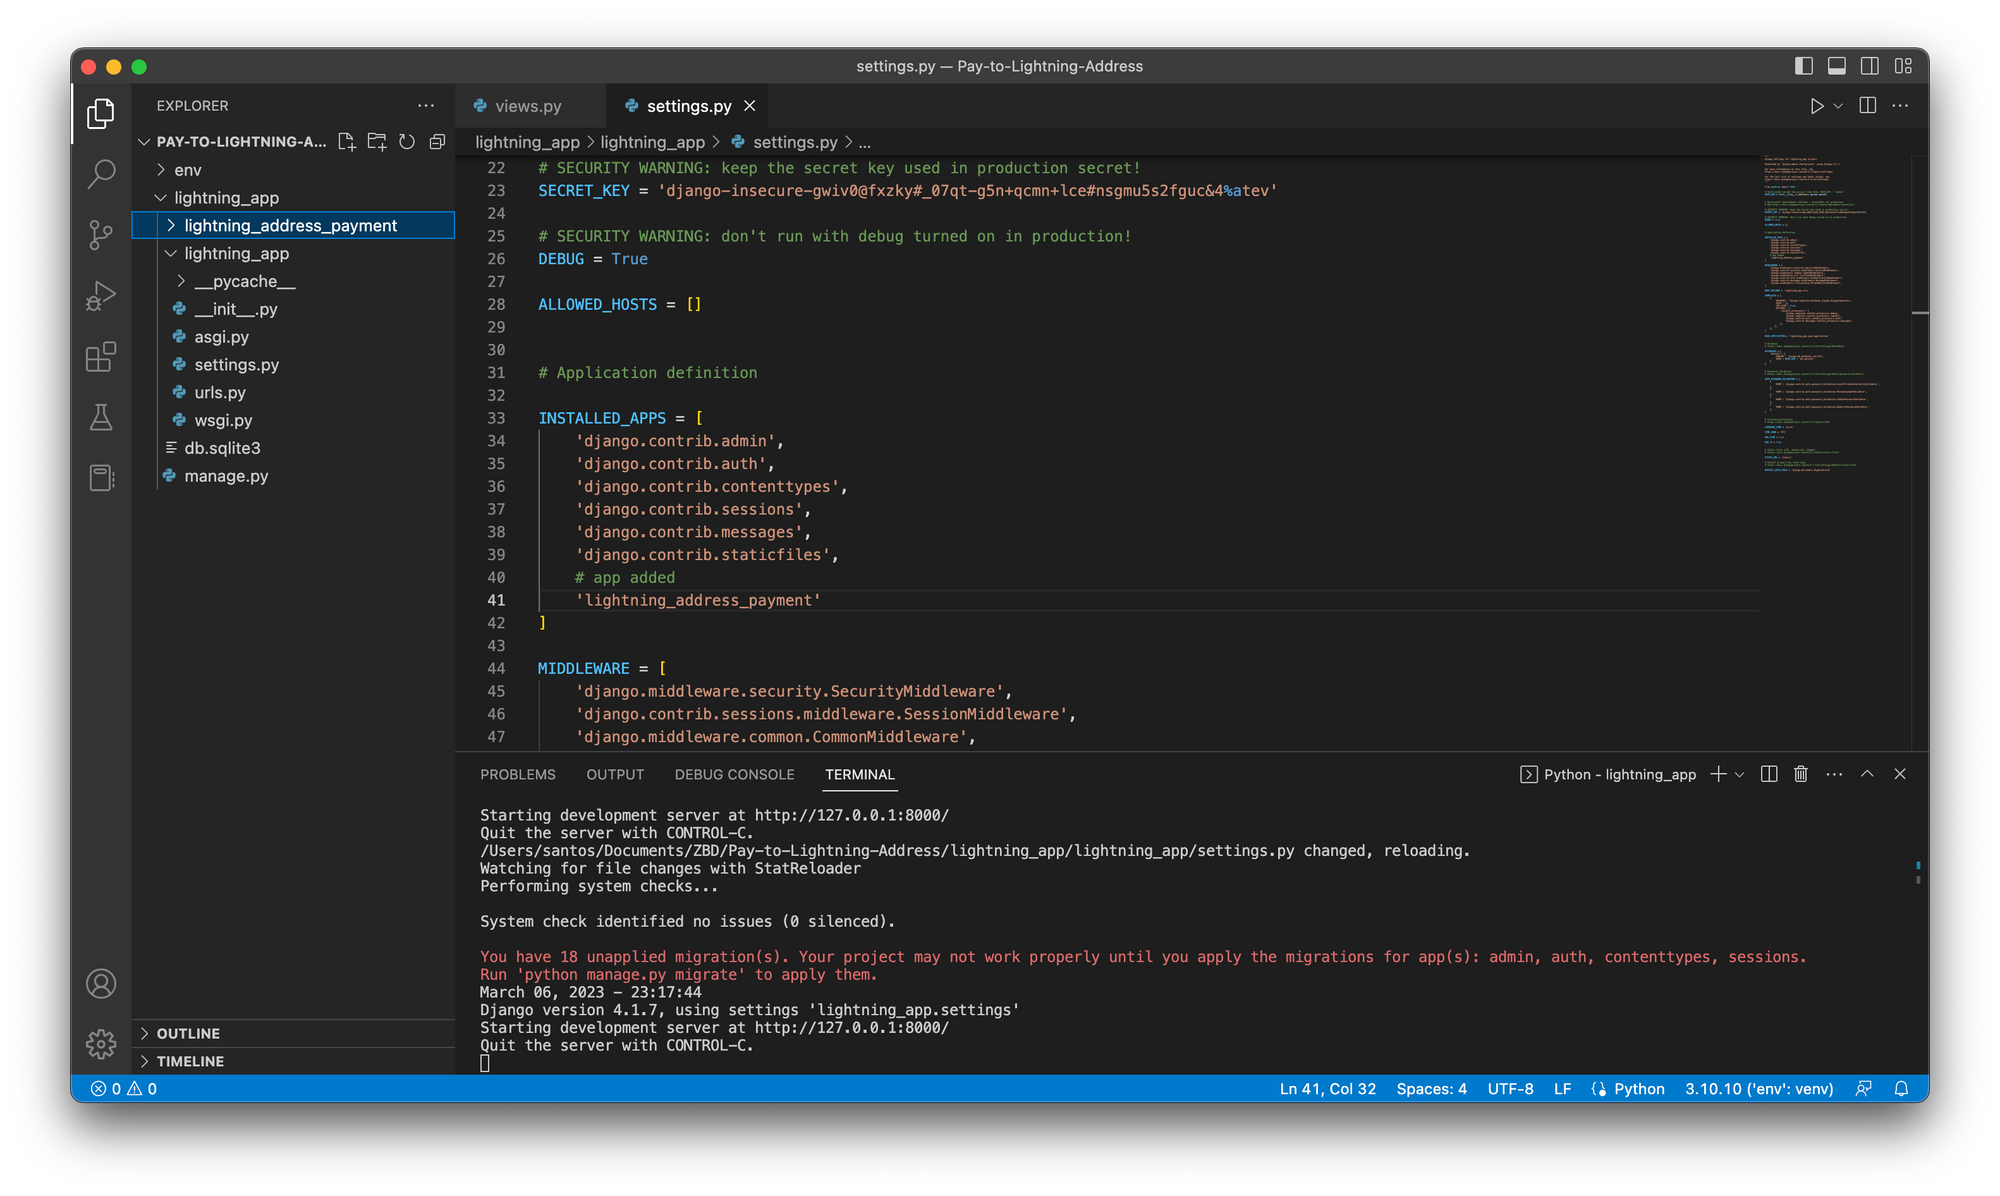 settings.py — Pay-to-Lightning-Address
EXPLORER
PAY-TO-LIGHTNING-A...
env
lightning_app
lightning_address_payment
lightning_app
__pycache__
__init__.py
asgi.py
settings.py
urls.py
wsgi.py
db.sqlite3
manage.py
OUTLINE
TIMELINE
views.py
settings.py
lightning_app > lightning_app > settings.py > ...
22 # SECURITY WARNING: keep the secret key used in production secret!
23 SECRET_KEY = 'django-insecure-gwiv0@fxzky#_07qt-g5n+qcmn+lce#nsgmu5s2fguc&4%atev'
24
25 # SECURITY WARNING: don't run with debug turned on in production!
26 DEBUG = True
27
28 ALLOWED_HOSTS = []
29
30
31 # Application definition
32
33 INSTALLED_APPS = [
34 'django.contrib.admin',
35 'django.contrib.auth',
36 'django.contrib.contenttypes',
37 'django.contrib.sessions',
38 'django.contrib.messages',
39 'django.contrib.staticfiles',
40 # app added
41 'lightning_address_payment'
42 ]
43
44 MIDDLEWARE = [
45 'django.middleware.security.SecurityMiddleware',
46 'django.contrib.sessions.middleware.SessionMiddleware',
47 'django.middleware.common.CommonMiddleware',
PROBLEMS OUTPUT DEBUG CONSOLE TERMINAL
Python - lightning_app
Starting development server at http://127.0.0.1:8000/
Quit the server with CONTROL-C.
/Users/santos/Documents/ZBD/Pay-to-Lightning-Address/lightning_app/lightning_app/settings.py changed, reloading.
Watching for file changes with StatReloader
Performing system checks...
System check identified no issues (0 silenced).
You have 18 unapplied migration(s). Your project may not work properly until you apply the migrations for app(s): admin, auth, contenttypes, sessions.
Run 'python manage.py migrate' to apply them.
March 06, 2023 - 23:17:44
Django version 4.1.7, using settings 'lightning_app.settings'
Starting development server at http://127.0.0.1:8000/
Quit the server with CONTROL-C.
0 0
Ln 41, Col 32 Spaces: 4 UTF-8 LF Python 3.10.10 ('env': venv)